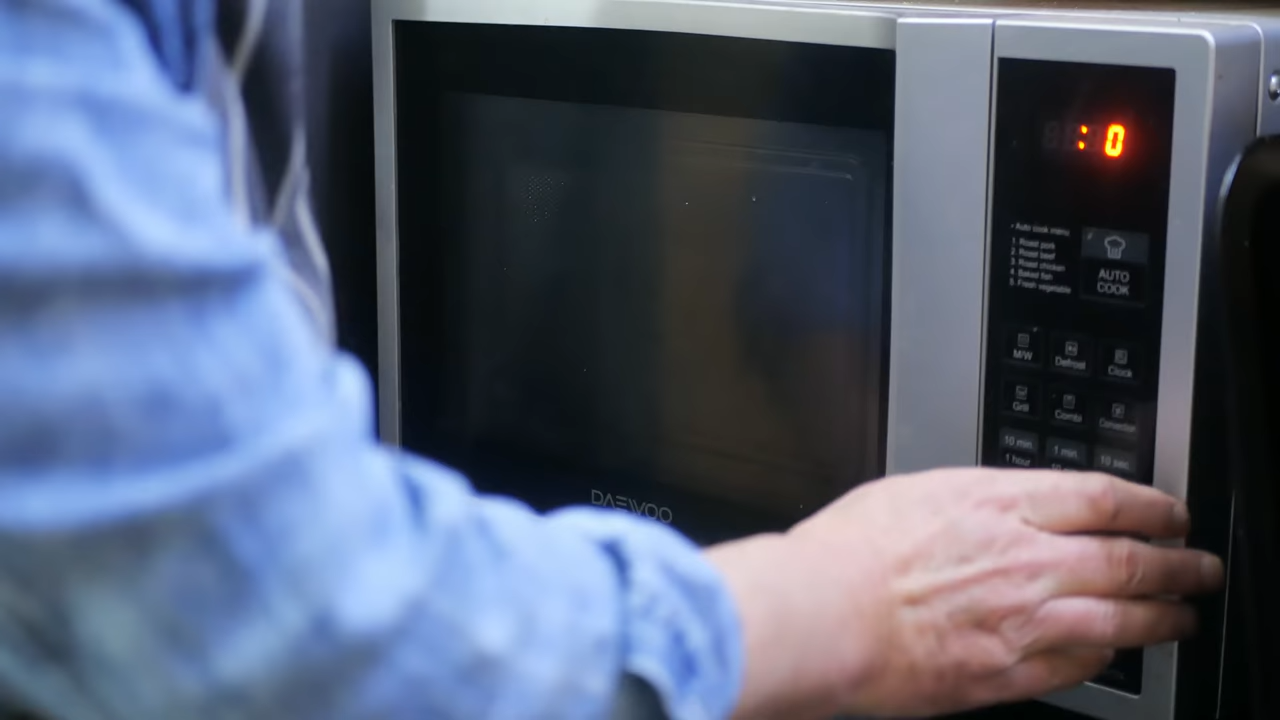 :0
- Auto cook menu
1. Roast pork
2. Roast beef
3. Roast chicken
4. Baked fish
5. Fresh vegetable
AUTO
COOK
M/W Defrost Clock
Grill Combi Convection
10 min. 1 min. 10 sec.
1 hour 10
DAEWOO